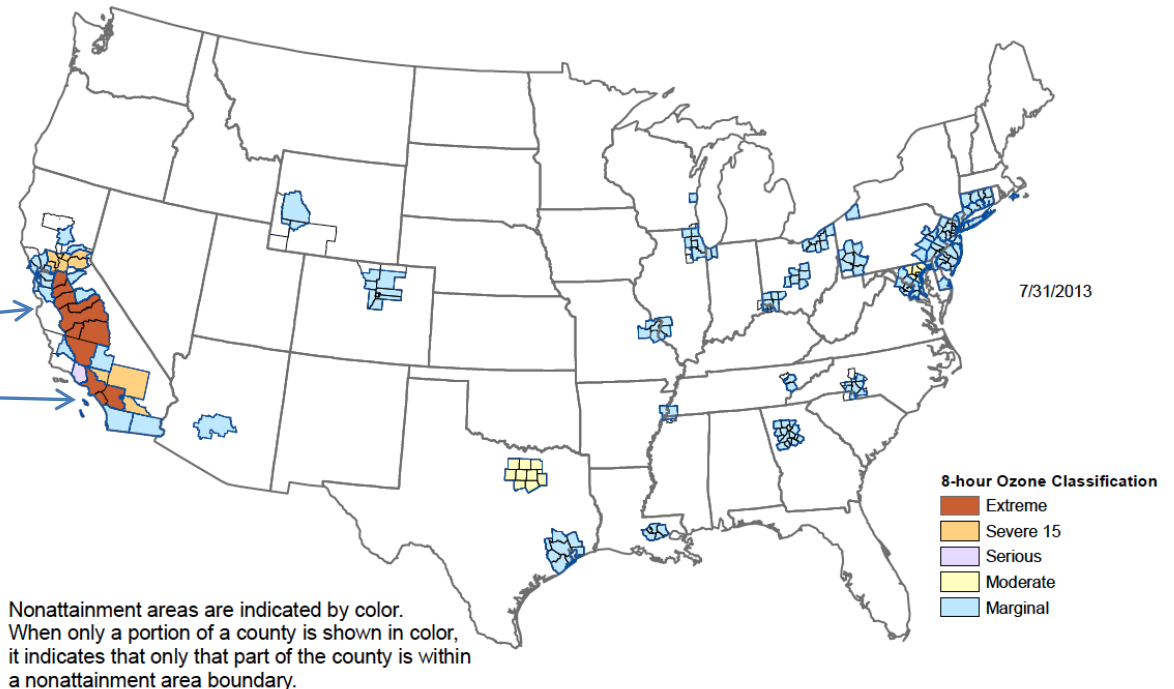 7/31/2013
8-hour Ozone Classification
Extreme
Severe 15
Serious
Moderate
Marginal
Nonattainment areas are indicated by color.
When only a portion of a county is shown in color,
it indicates that only that part of the county is within
a nonattainment area boundary.